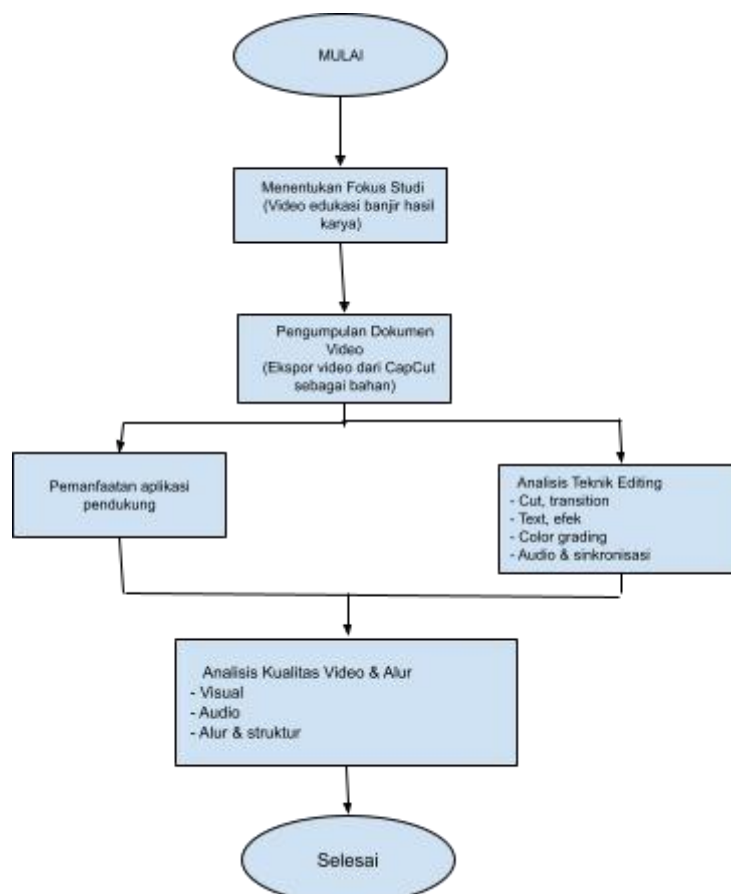 MULAI
Menentukan Fokus Studi
(Video edukasi banjir hasil
karya)
Pengumpulan Dokumen
Video
(Ekspor video dari CapCut
sebagai bahan)
Pemanfaatan aplikasi
pendukung
Analisis Teknik Editing
- Cut, transition
- Text, efek
- Color grading
- Audio & sinkronisasi
Analisis Kualitas Video & Alur
- Visual
- Audio
- Alur & struktur
Selesai